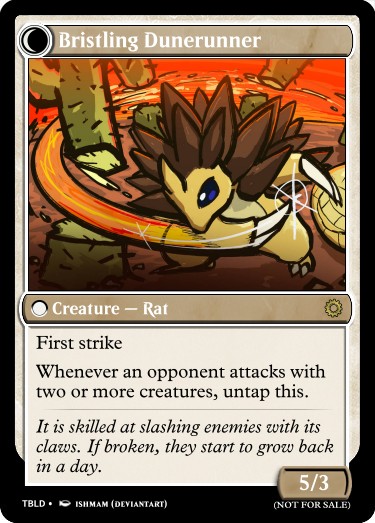 Bristling Dunerunner
Creature — Rat
First strike
Whenever an opponent attacks with
two or more creatures, untap this.
It is skilled at slashing enemies with its
claws. If broken, they start to grow back
in a day.
5/3
TBLD • ISHMAM (DEVIANTART)
(NOT FOR SALE)